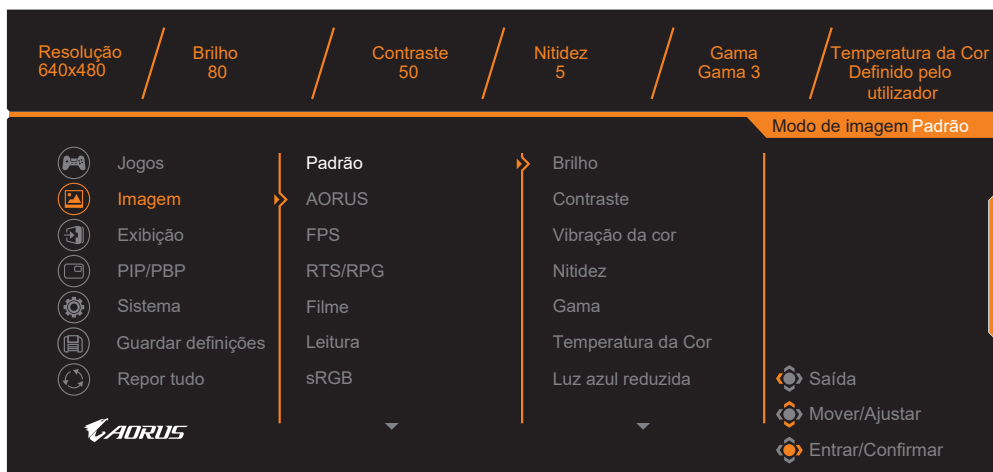 Resolução
640x480
Brilho
80
Contraste
50
Nitidez
5
Gama
Gama 3
Temperatura da Cor
Definido pelo
utilizador
Modo de imagem Padrão
Jogos
Imagem
Exibição
PIP/PBP
Sistema
Guardar definições
Repor tudo
AORUS
Padrão
AORUS
FPS
RTS/RPG
Filme
Leitura
sRGB
Brilho
Contraste
Vibração da cor
Nitidez
Gama
Temperatura da Cor
Luz azul reduzida
Saída
Mover/Ajustar
Entrar/Confirmar